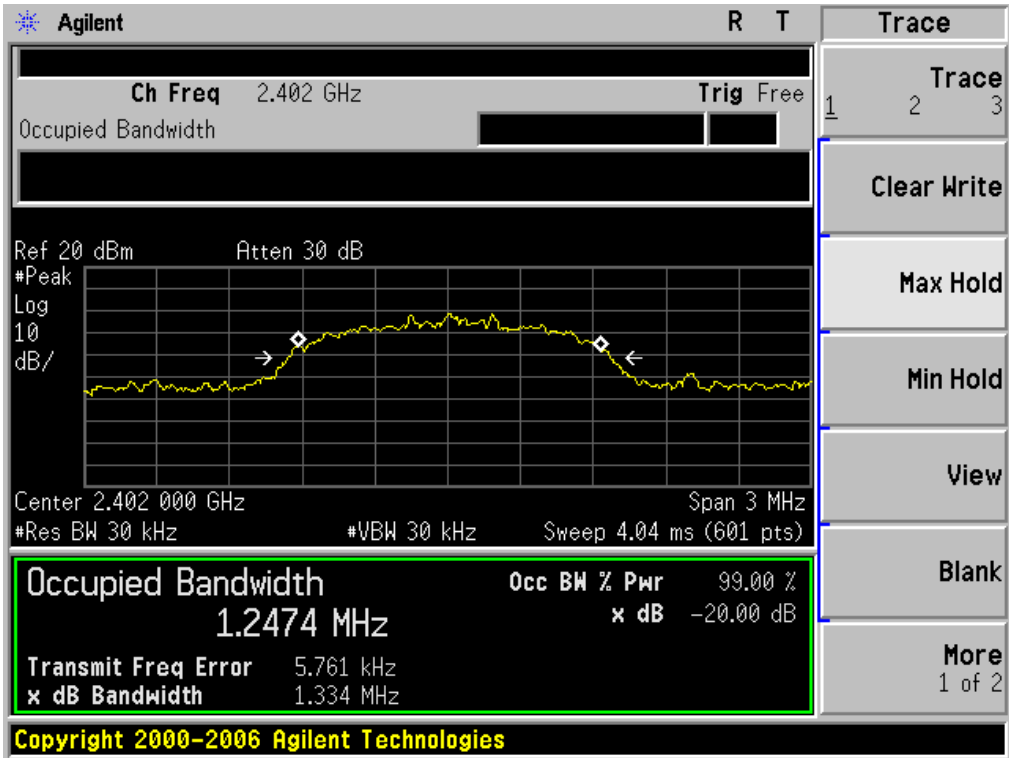 Agilent R T
Ch Freq 2.402 GHz Trig Free
Occupied Bandwidth
Ref 20 dBm Atten 30 dB
#Peak
Log
10
dB/
Center 2.402 000 GHz Span 3 MHz
#Res BW 30 kHz #VBW 30 kHz Sweep 4.04 ms (601 pts)
Occupied Bandwidth
1.2474 MHz
Occ BW % Pwr 99.00 %
x dB -20.00 dB
Transmit Freq Error 5.761 kHz
x dB Bandwidth 1.334 MHz
Copyright 2000-2006 Agilent Technologies
Trace
Trace
1 2 3
Clear Write
Max Hold
Min Hold
View
Blank
More
1 of 2